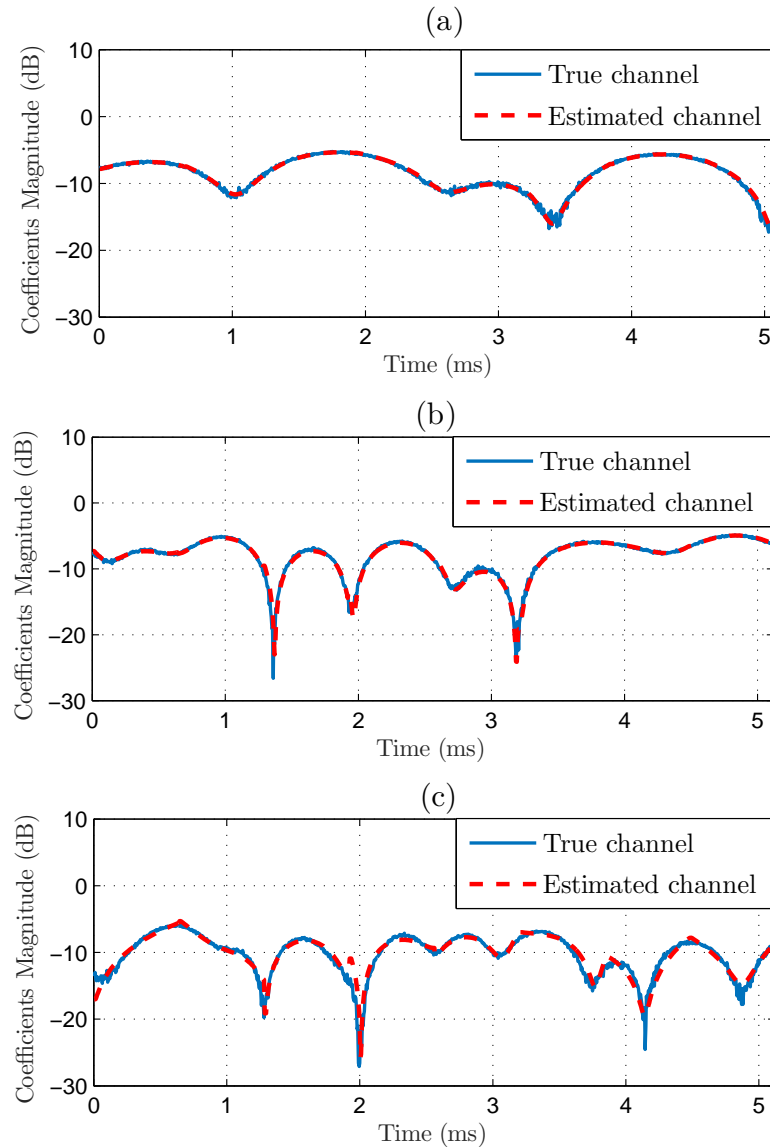 (a)
Coefficients Magnitude (dB)
10
0
−10
−20
−30
True channel
Estimated channel
0 1 2 3 4 5
Time (ms)
(b)
Coefficients Magnitude (dB)
10
0
−10
−20
−30
True channel
Estimated channel
0 1 2 3 4 5
Time (ms)
(c)
Coefficients Magnitude (dB)
10
0
−10
−20
−30
True channel
Estimated channel
0 1 2 3 4 5
Time (ms)